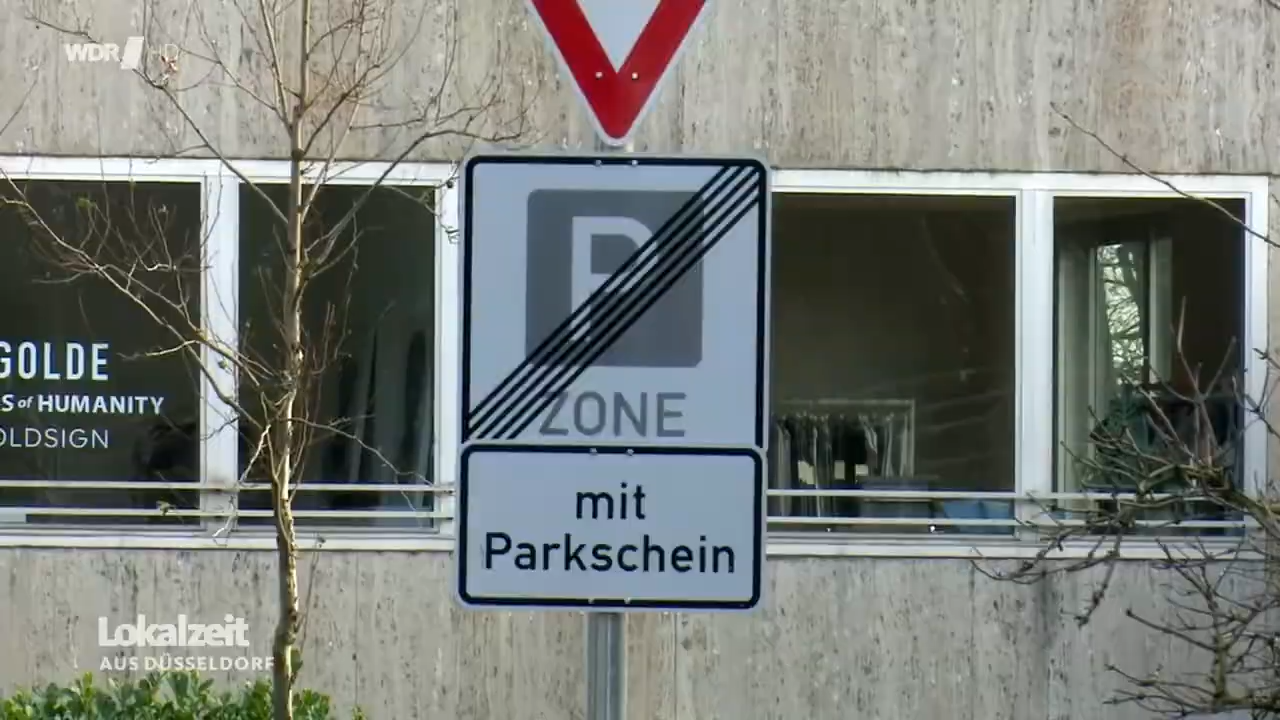 WDR HD
P
ZONE
mit
Parkschein
GOLDE
S of HUMANITY
OLDSIGN
Lokalzeit
AUS DÜSSELDORF